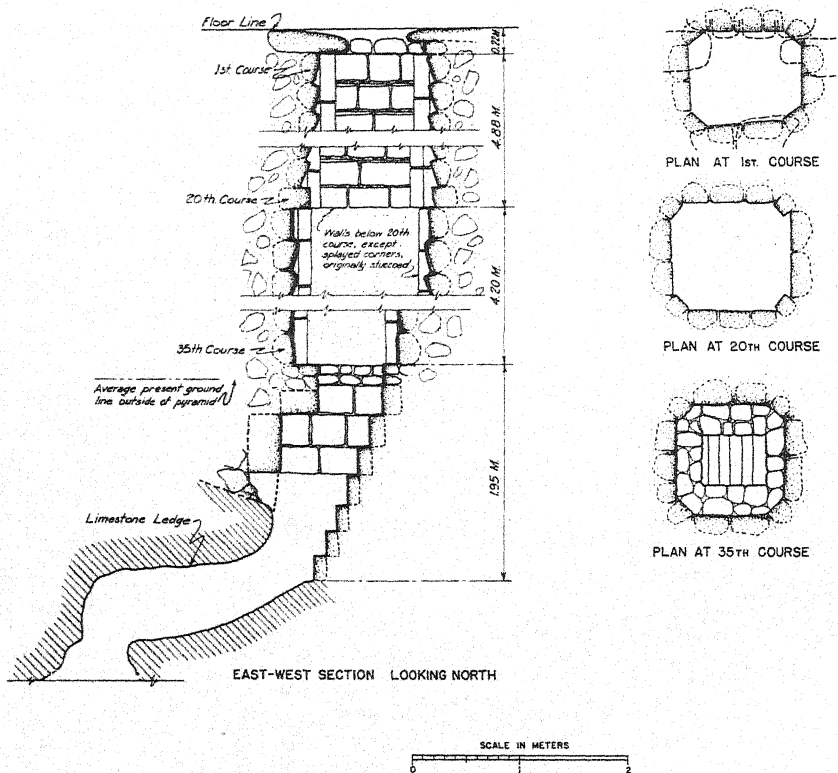 Floor Line
0.22M.
1st. Course
4.88 M.
20th Course
Walls below 20th
course, except
splayed corners,
originally stuccoed
4.20 M.
35th Course
Average present ground
line outside of pyramid
1.95 M.
Limestone Ledge
EAST-WEST SECTION LOOKING NORTH
PLAN AT 1ST. COURSE
PLAN AT 20TH COURSE
PLAN AT 35TH COURSE
SCALE IN METERS
0 1 2